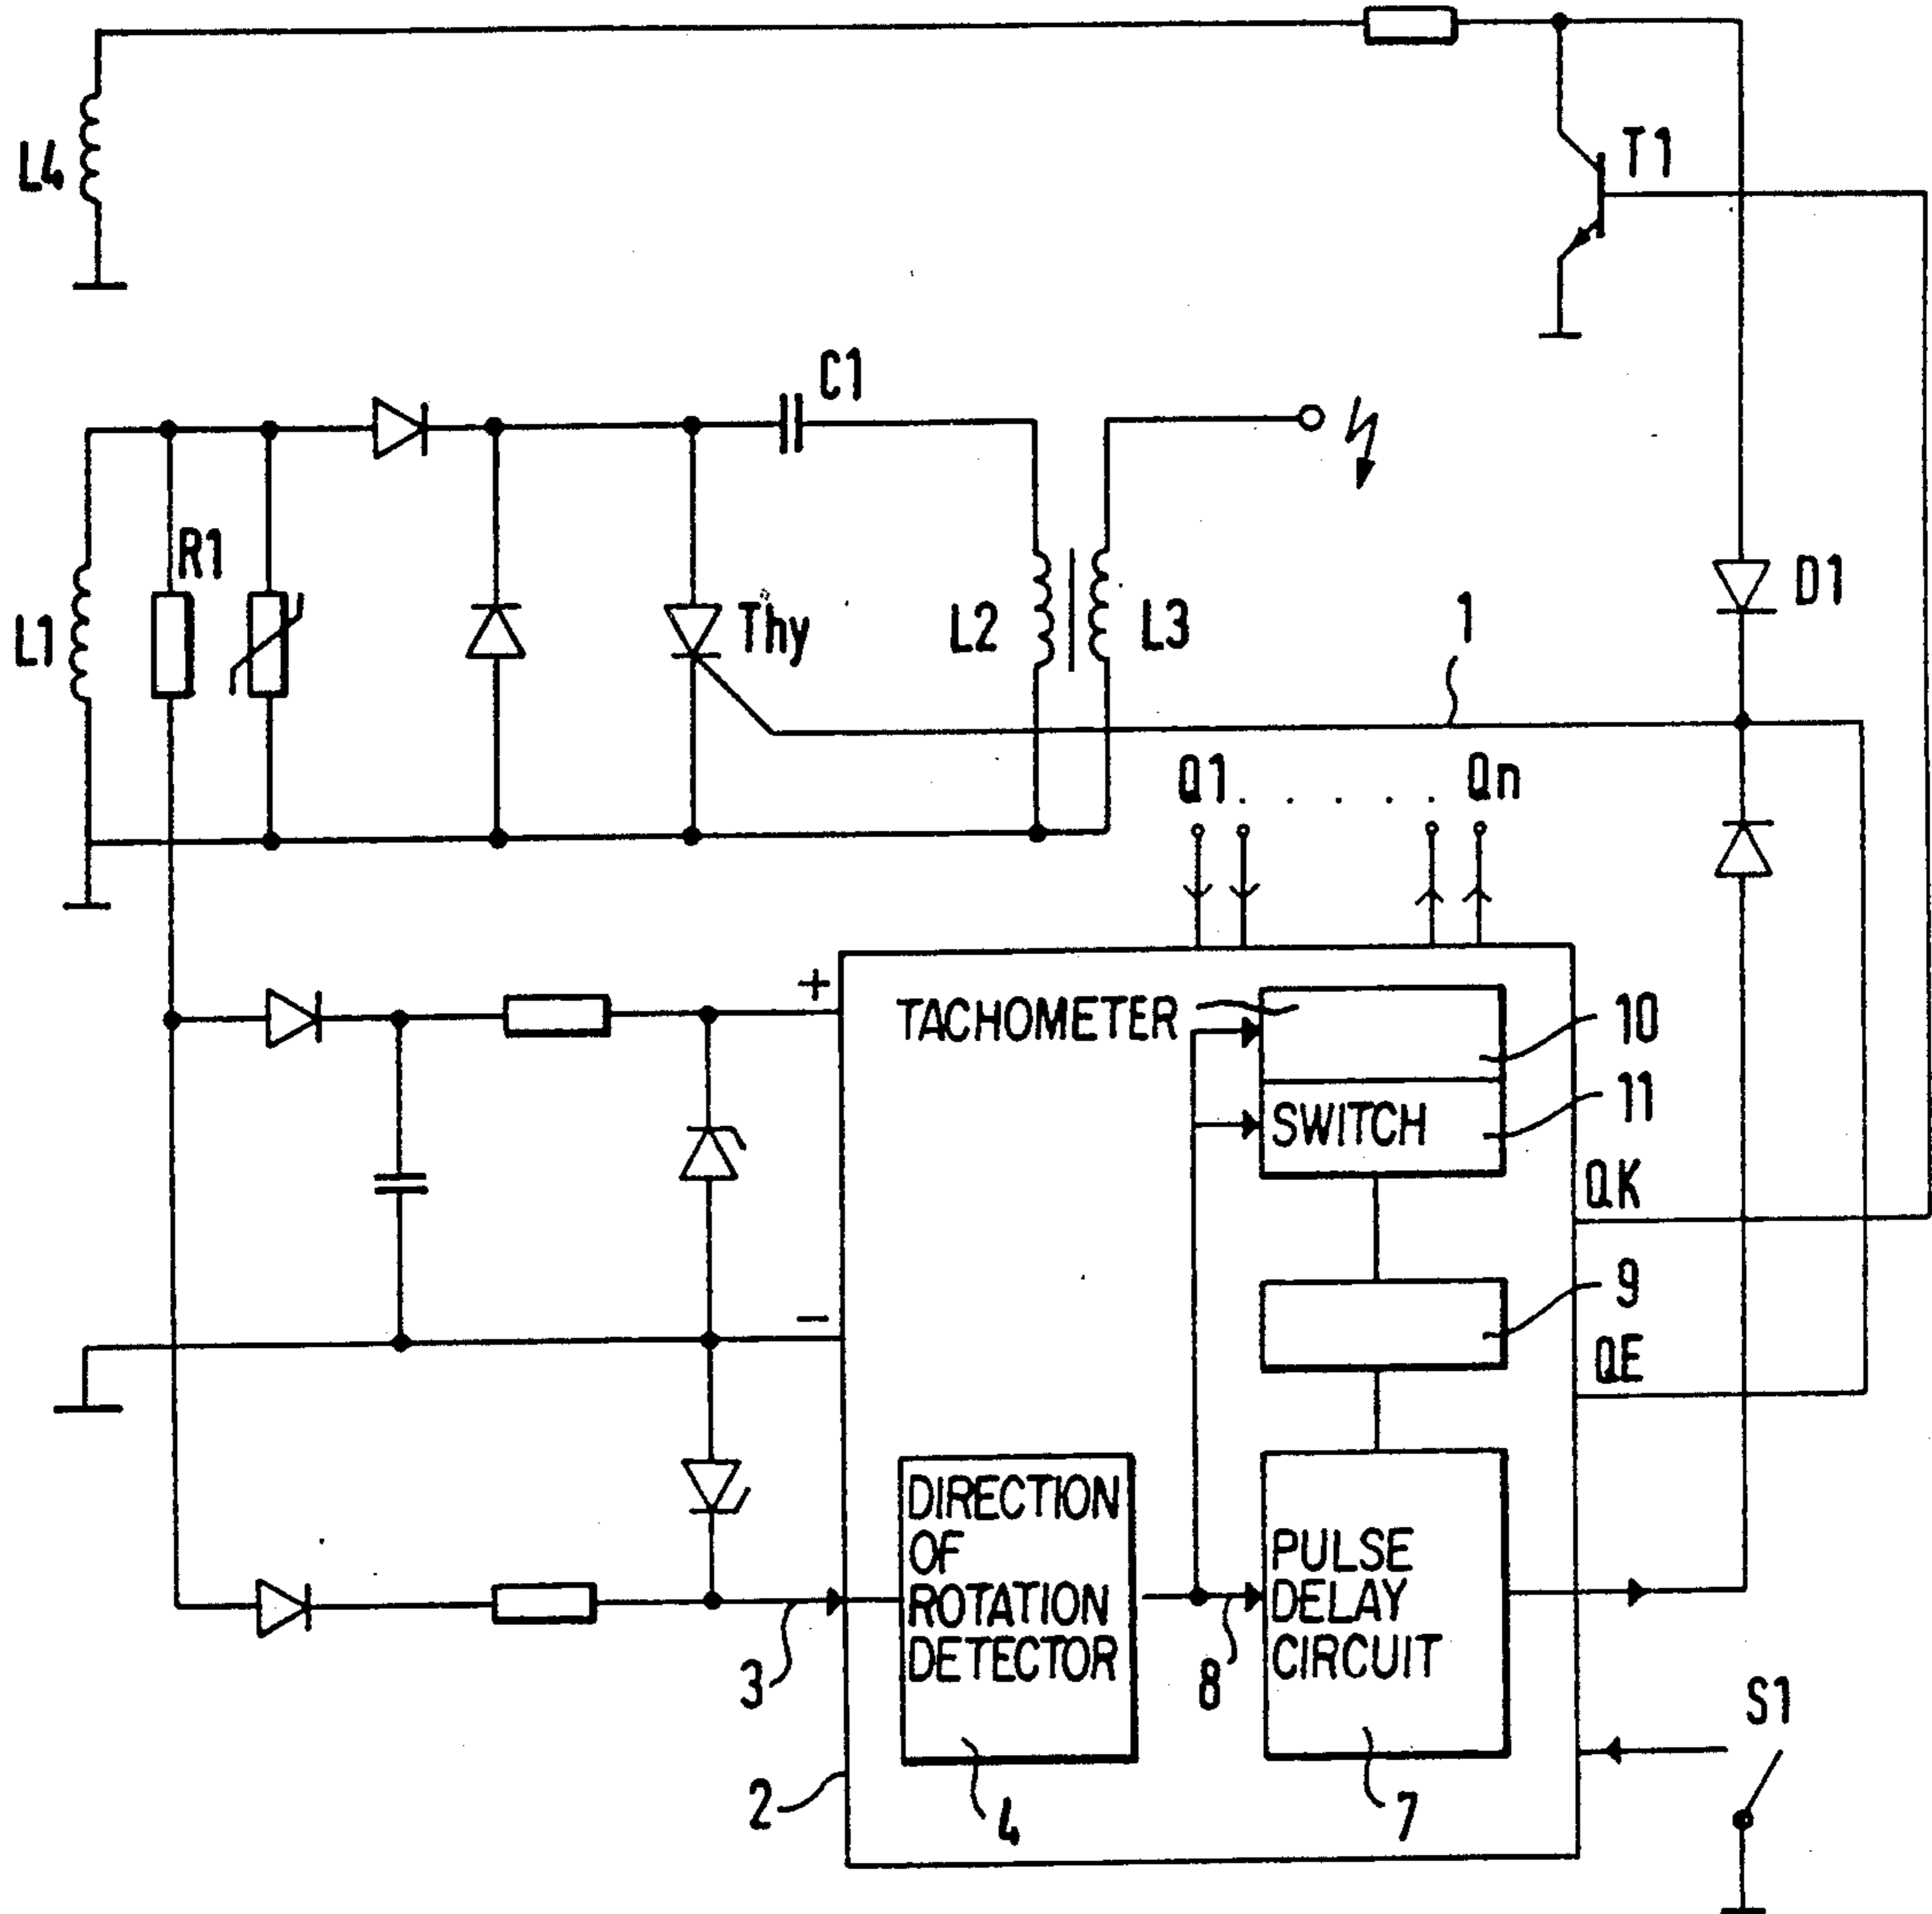 L4
T1
C1
R1
L1
Thy
L2
L3
D1
1
Q1. . . . . Qn
+
TACHOMETER
10
SWITCH
11
QK
−
9
QE
DIRECTION
OF
ROTATION
DETECTOR
PULSE
DELAY
CIRCUIT
3
8
S1
2
4
7